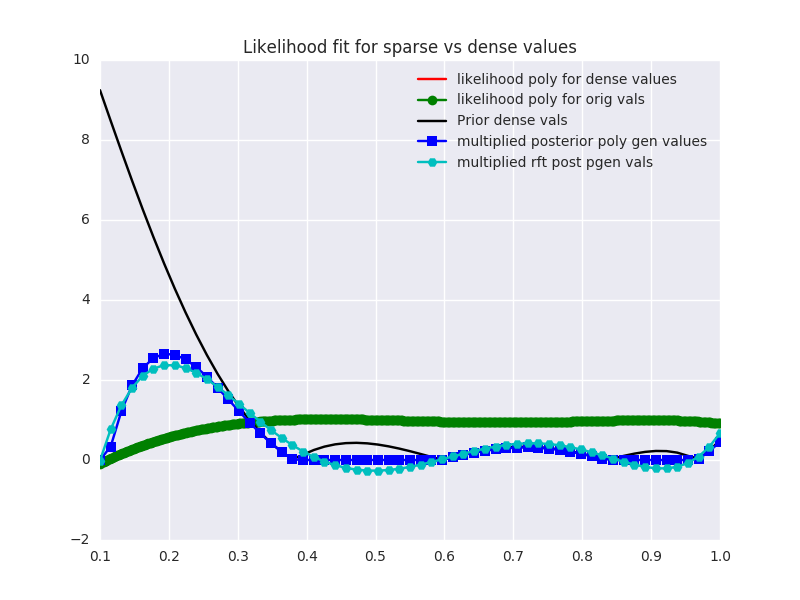 Likelihood fit for sparse vs dense values
10
8
6
4
2
0
−2
likelihood poly for dense values
likelihood poly for orig vals
Prior dense vals
multiplied posterior poly gen values
multiplied rft post pgen vals
0.1 0.2 0.3 0.4 0.5 0.6 0.7 0.8 0.9 1.0